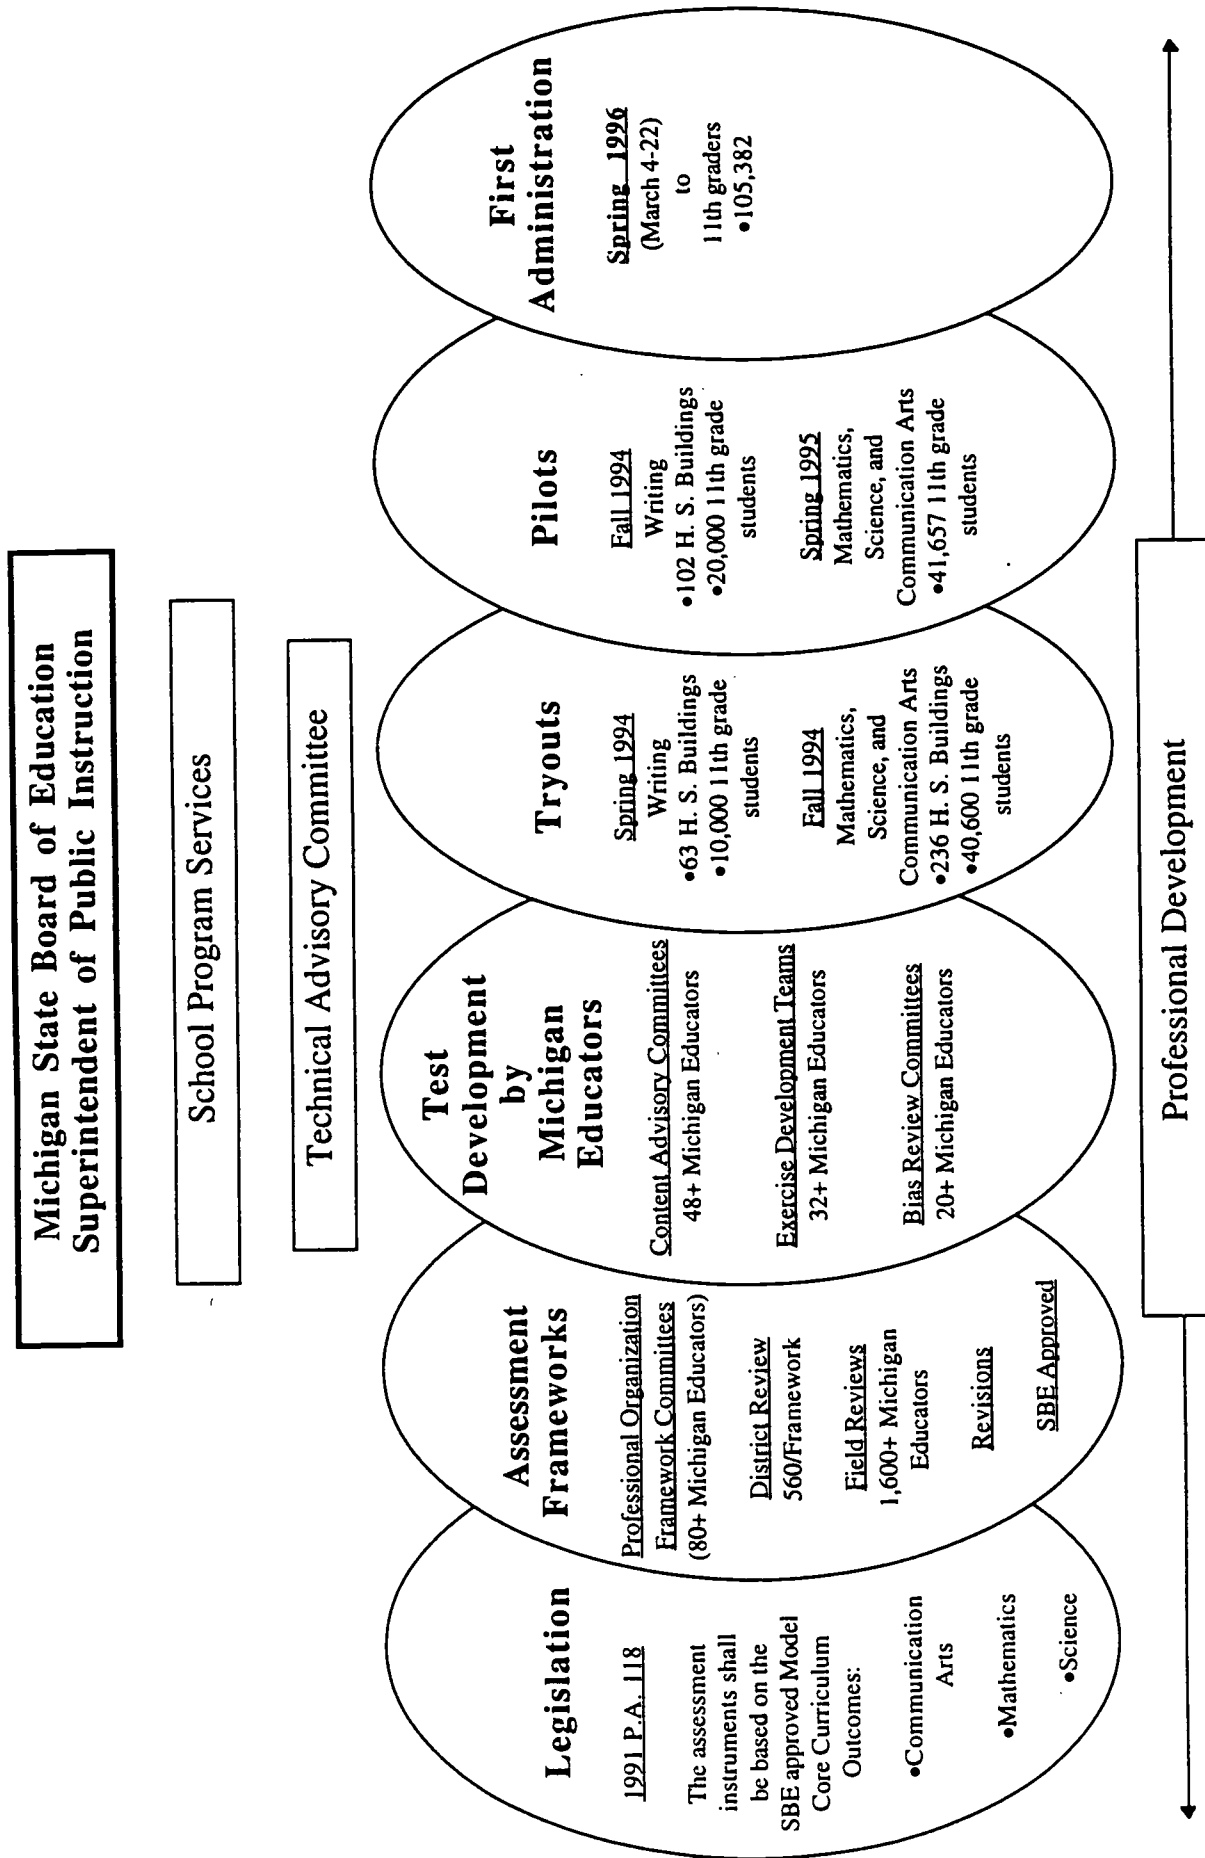 Michigan State Board of Education
Superintendent of Public Instruction
School Program Services
Technical Advisory Committee
Legislation
1991 P.A. 118
The assessment
instruments shall
be based on the
SBE approved Model
Core Curriculum
Outcomes:
•Communication
Arts
•Mathematics
•Science
Assessment
Frameworks
Professional Organization
Framework Committees
(80+ Michigan Educators)
District Review
560/Framework
Field Reviews
1,600+ Michigan
Educators
Revisions
SBE Approved
Test
Development
by
Michigan
Educators
Content Advisory Committees
48+ Michigan Educators
Exercise Development Teams
32+ Michigan Educators
Bias Review Committees
20+ Michigan Educators
Tryouts
Spring 1994
Writing
•63 H. S. Buildings
•10,000 11th grade
students
Fall 1994
Mathematics,
Science, and
Communication Arts
•236 H. S. Buildings
•40,600 11th grade
students
Pilots
Fall 1994
Writing
•102 H. S. Buildings
•20,000 11th grade
students
Spring 1995
Mathematics,
Science, and
Communication Arts
•41,657 11th grade
students
First
Administration
Spring 1996
(March 4-22)
to
11th graders
•105,382
Professional Development